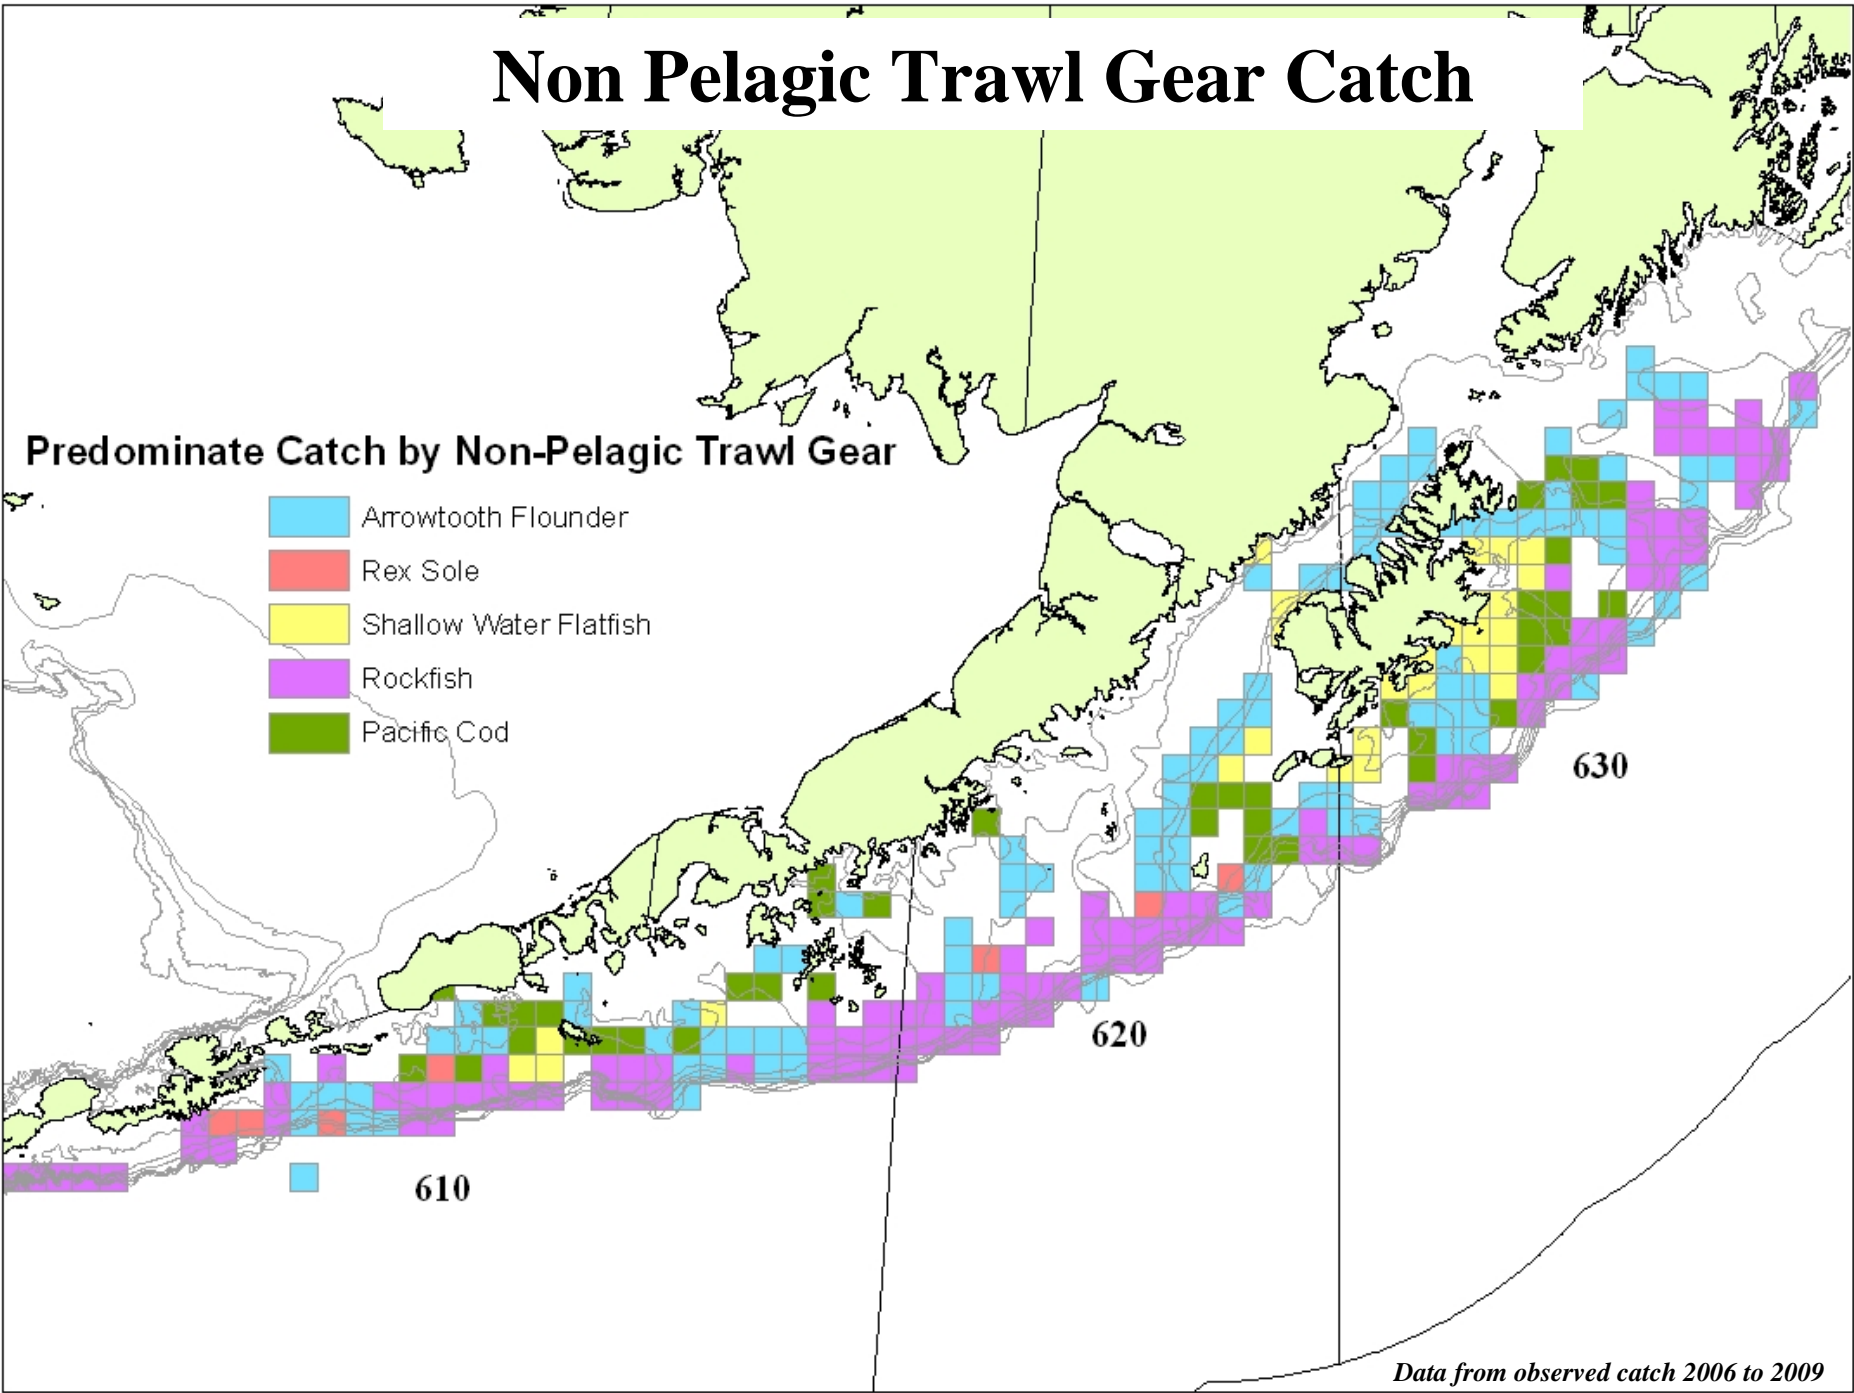 Non Pelagic Trawl Gear Catch
Predominate Catch by Non-Pelagic Trawl Gear
Arrowtooth Flounder
Rex Sole
Shallow Water Flatfish
Rockfish
Pacific Cod
630
620
610
Data from observed catch 2006 to 2009